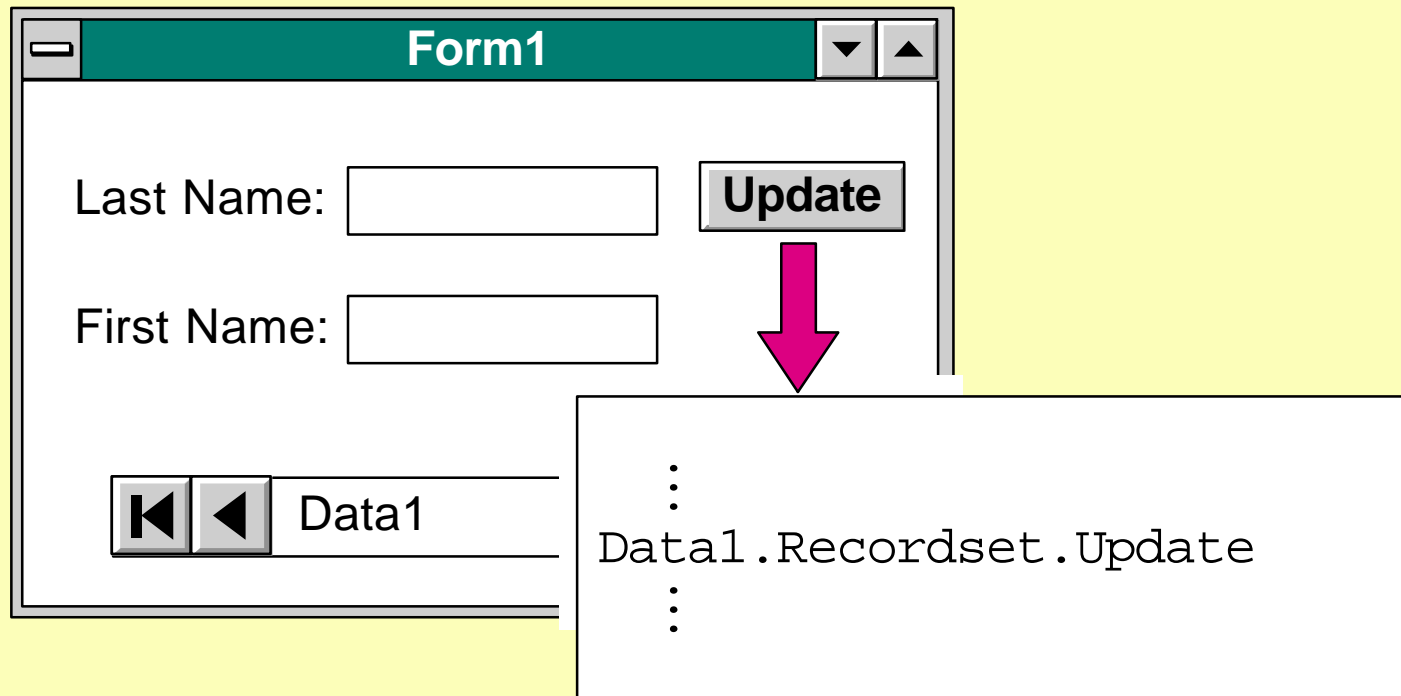 Form1
Last Name:
Update
First Name:
Data1
:
Data1.Recordset.Update
: